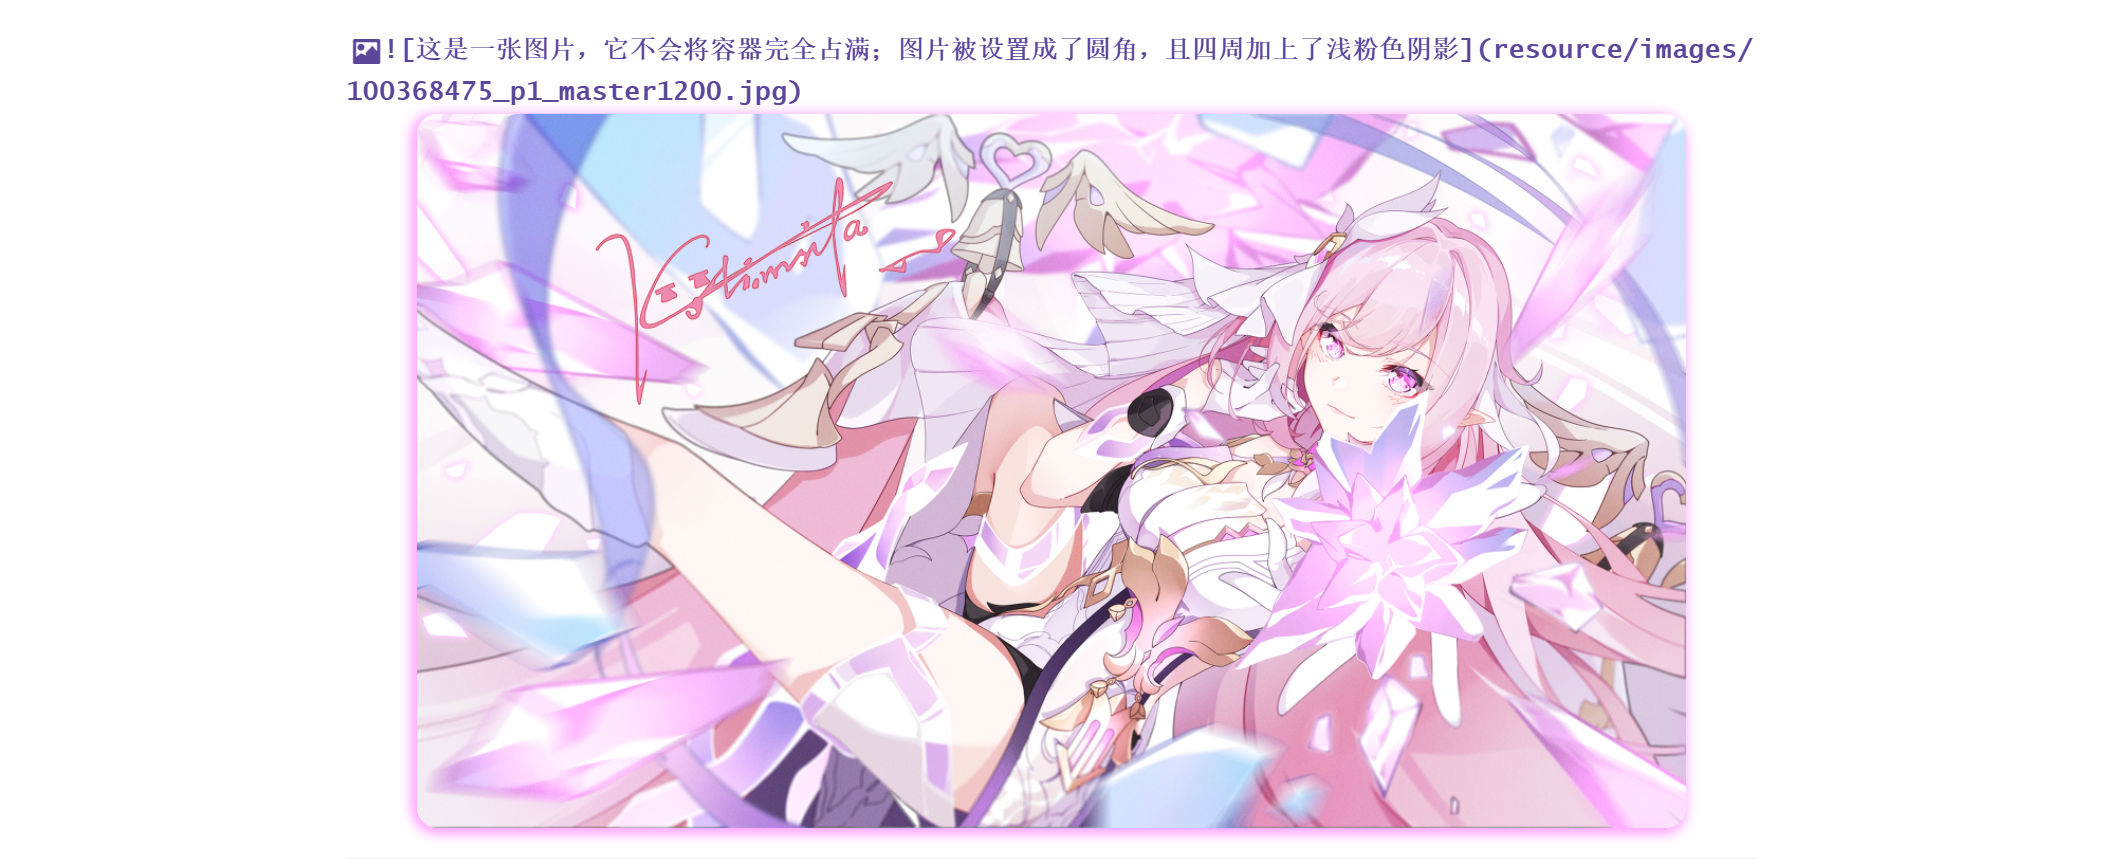 ![这是一张图片，它不会将容器完全占满；图片被设置成了圆角，且四周加上了浅粉色阴影](resource/images/
100368475_p1_master1200.jpg)